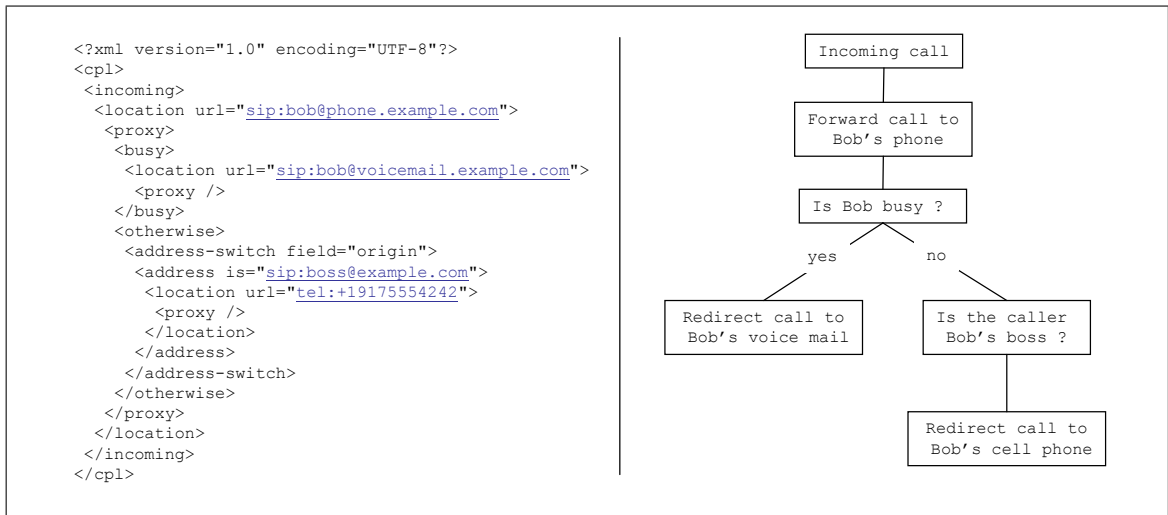 <?xml version="1.0" encoding="UTF-8"?>
<cpl>
<incoming>
<location url="sip:bob@phone.example.com">
<proxy>
<busy>
<location url="sip:bob@voicemail.example.com">
<proxy />
</busy>
<otherwise>
<address-switch field="origin">
<address is="sip:boss@example.com">
<location url="tel:+19175554242">
<proxy />
</location>
</address>
</address-switch>
</otherwise>
</proxy>
</location>
</incoming>
</cpl>
Incoming call
Forward call to
Bob's phone
Is Bob busy ?
yes
no
Redirect call to
Bob's voice mail
Is the caller
Bob's boss ?
Redirect call to
Bob's cell phone